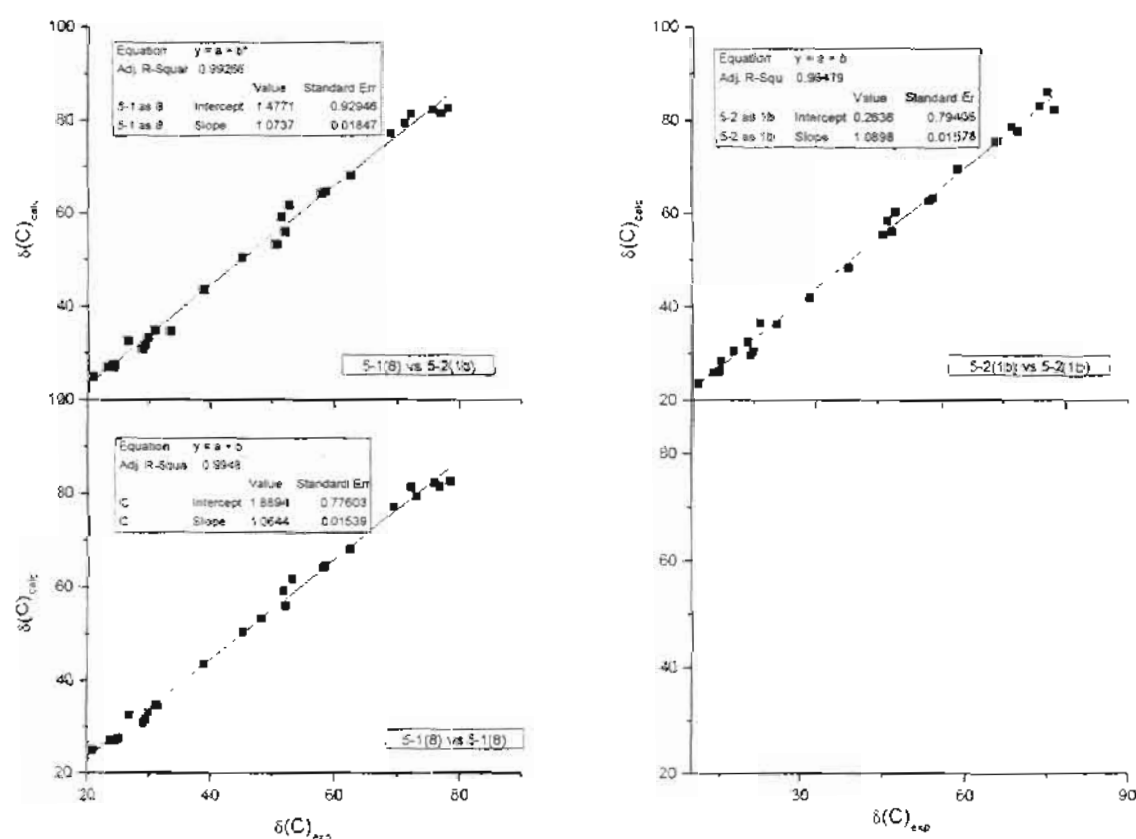 100
80
60
40
δ(C)calc
Equation y = a + b*
Adj. R-Squar 0.99266
Value Standard Err
5-1 as 8 Intercept 1.4771 0.92946
5-1 as 8 Slope 1.0737 0.01847
5-1(8) vs 5-2(1b)
100
80
60
40
20
δ(C)calc
Equation y = a + b
Adj. R-Squ
Value Standard Er
5-2 as 1b Intercept 0.2636
5-2 as 1b Slope 1.0898 0.01578
5-2(1b) vs 5-2(1b)
80
60
40
20
δ(C)calc
Equation y = a + b
Adj. R-Squa 0.9948
Value Standardi Err
C Intercept 1.8894 0.77603
C Slope 1.0644 0.01539
5-1(8) vs 5-1(8)
20 40 60 80
δ(C)exp
80
60
40
20
δ(C)calc
30 60 90
δ(C)exp